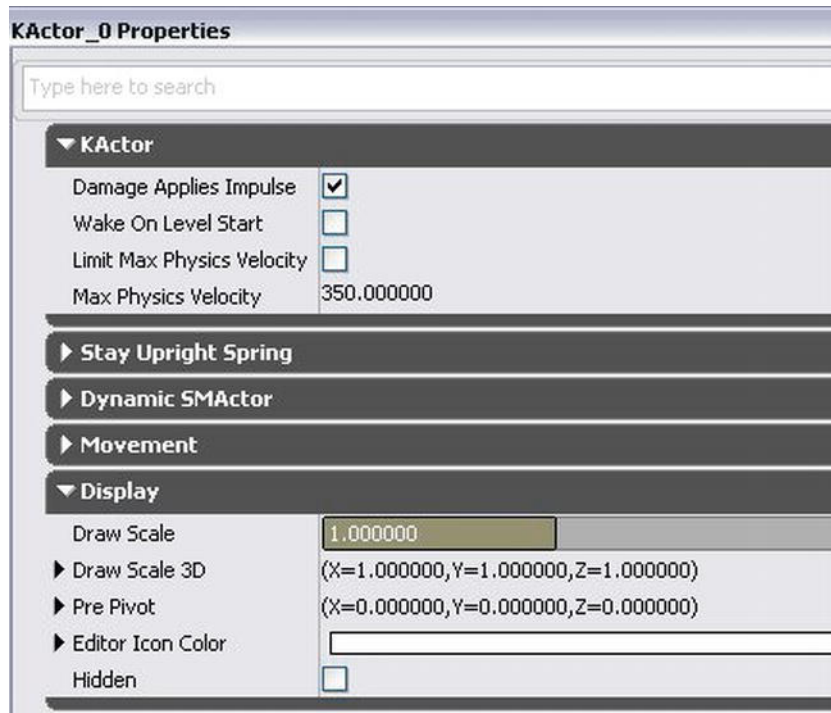 KActor_0 Properties
Type here to search
KActor
Damage Applies Impulse
Wake On Level Start
Limit Max Physics Velocity
Max Physics Velocity 350.000000
Stay Upright Spring
Dynamic SMActor
Movement
Display
Draw Scale 1.000000
Draw Scale 3D (X=1.000000,Y=1.000000,Z=1.000000)
Pre Pivot (X=0.000000,Y=0.000000,Z=0.000000)
Editor Icon Color
Hidden